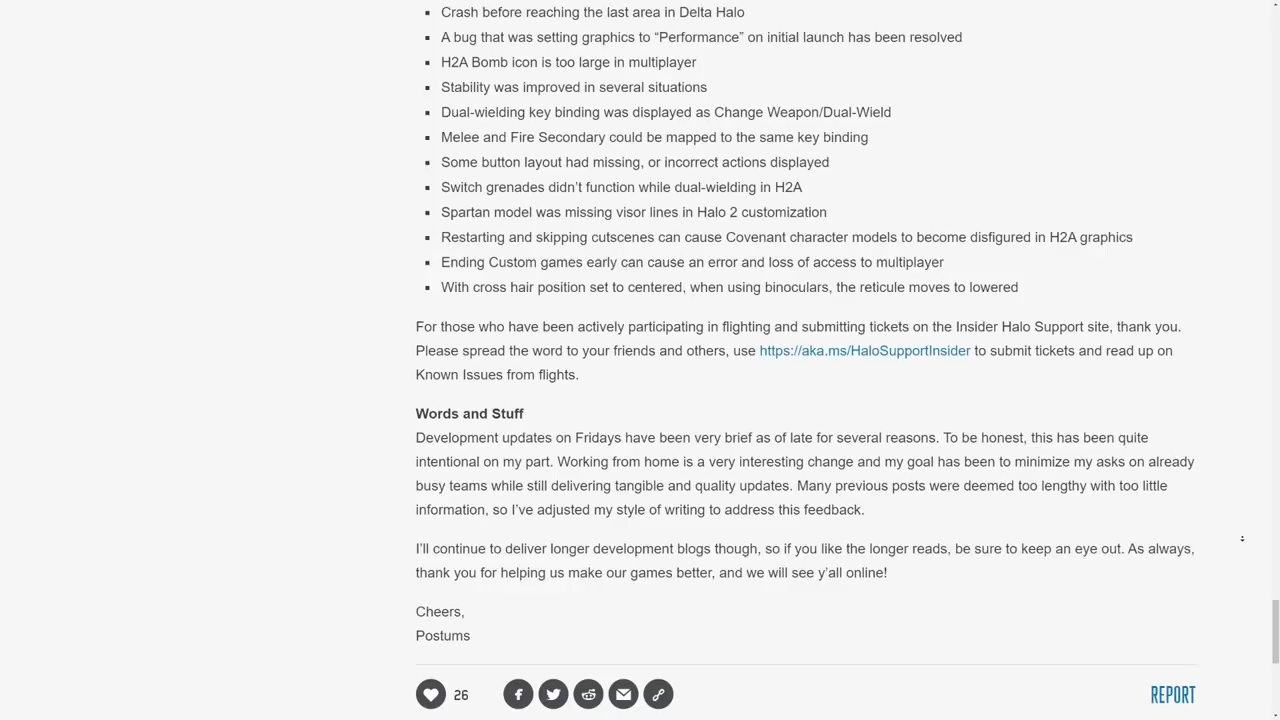 Crash before reaching the last area in Delta Halo
A bug that was setting graphics to “Performance” on initial launch has been resolved
H2A Bomb icon is too large in multiplayer
Stability was improved in several situations
Dual-wielding key binding was displayed as Change Weapon/Dual-Wield
Melee and Fire Secondary could be mapped to the same key binding
Some button layout had missing, or incorrect actions displayed
Switch grenades didn’t function while dual-wielding in H2A
Spartan model was missing visor lines in Halo 2 customization
Restarting and skipping cutscenes can cause Covenant character models to become disfigured in H2A graphics
Ending Custom games early can cause an error and loss of access to multiplayer
With cross hair position set to centered, when using binoculars, the reticule moves to lowered
For those who have been actively participating in flighting and submitting tickets on the Insider Halo Support site, thank you.
Please spread the word to your friends and others, use https://aka.ms/HaloSupportInsider to submit tickets and read up on
Known Issues from flights.
Words and Stuff
Development updates on Fridays have been very brief as of late for several reasons. To be honest, this has been quite
intentional on my part. Working from home is a very interesting change and my goal has been to minimize my asks on already
busy teams while still delivering tangible and quality updates. Many previous posts were deemed too lengthy with too little
information, so I’ve adjusted my style of writing to address this feedback.
I’ll continue to deliver longer development blogs though, so if you like the longer reads, be sure to keep an eye out. As always,
thank you for helping us make our games better, and we will see y’all online!
Cheers,
Postums
26
REPORT